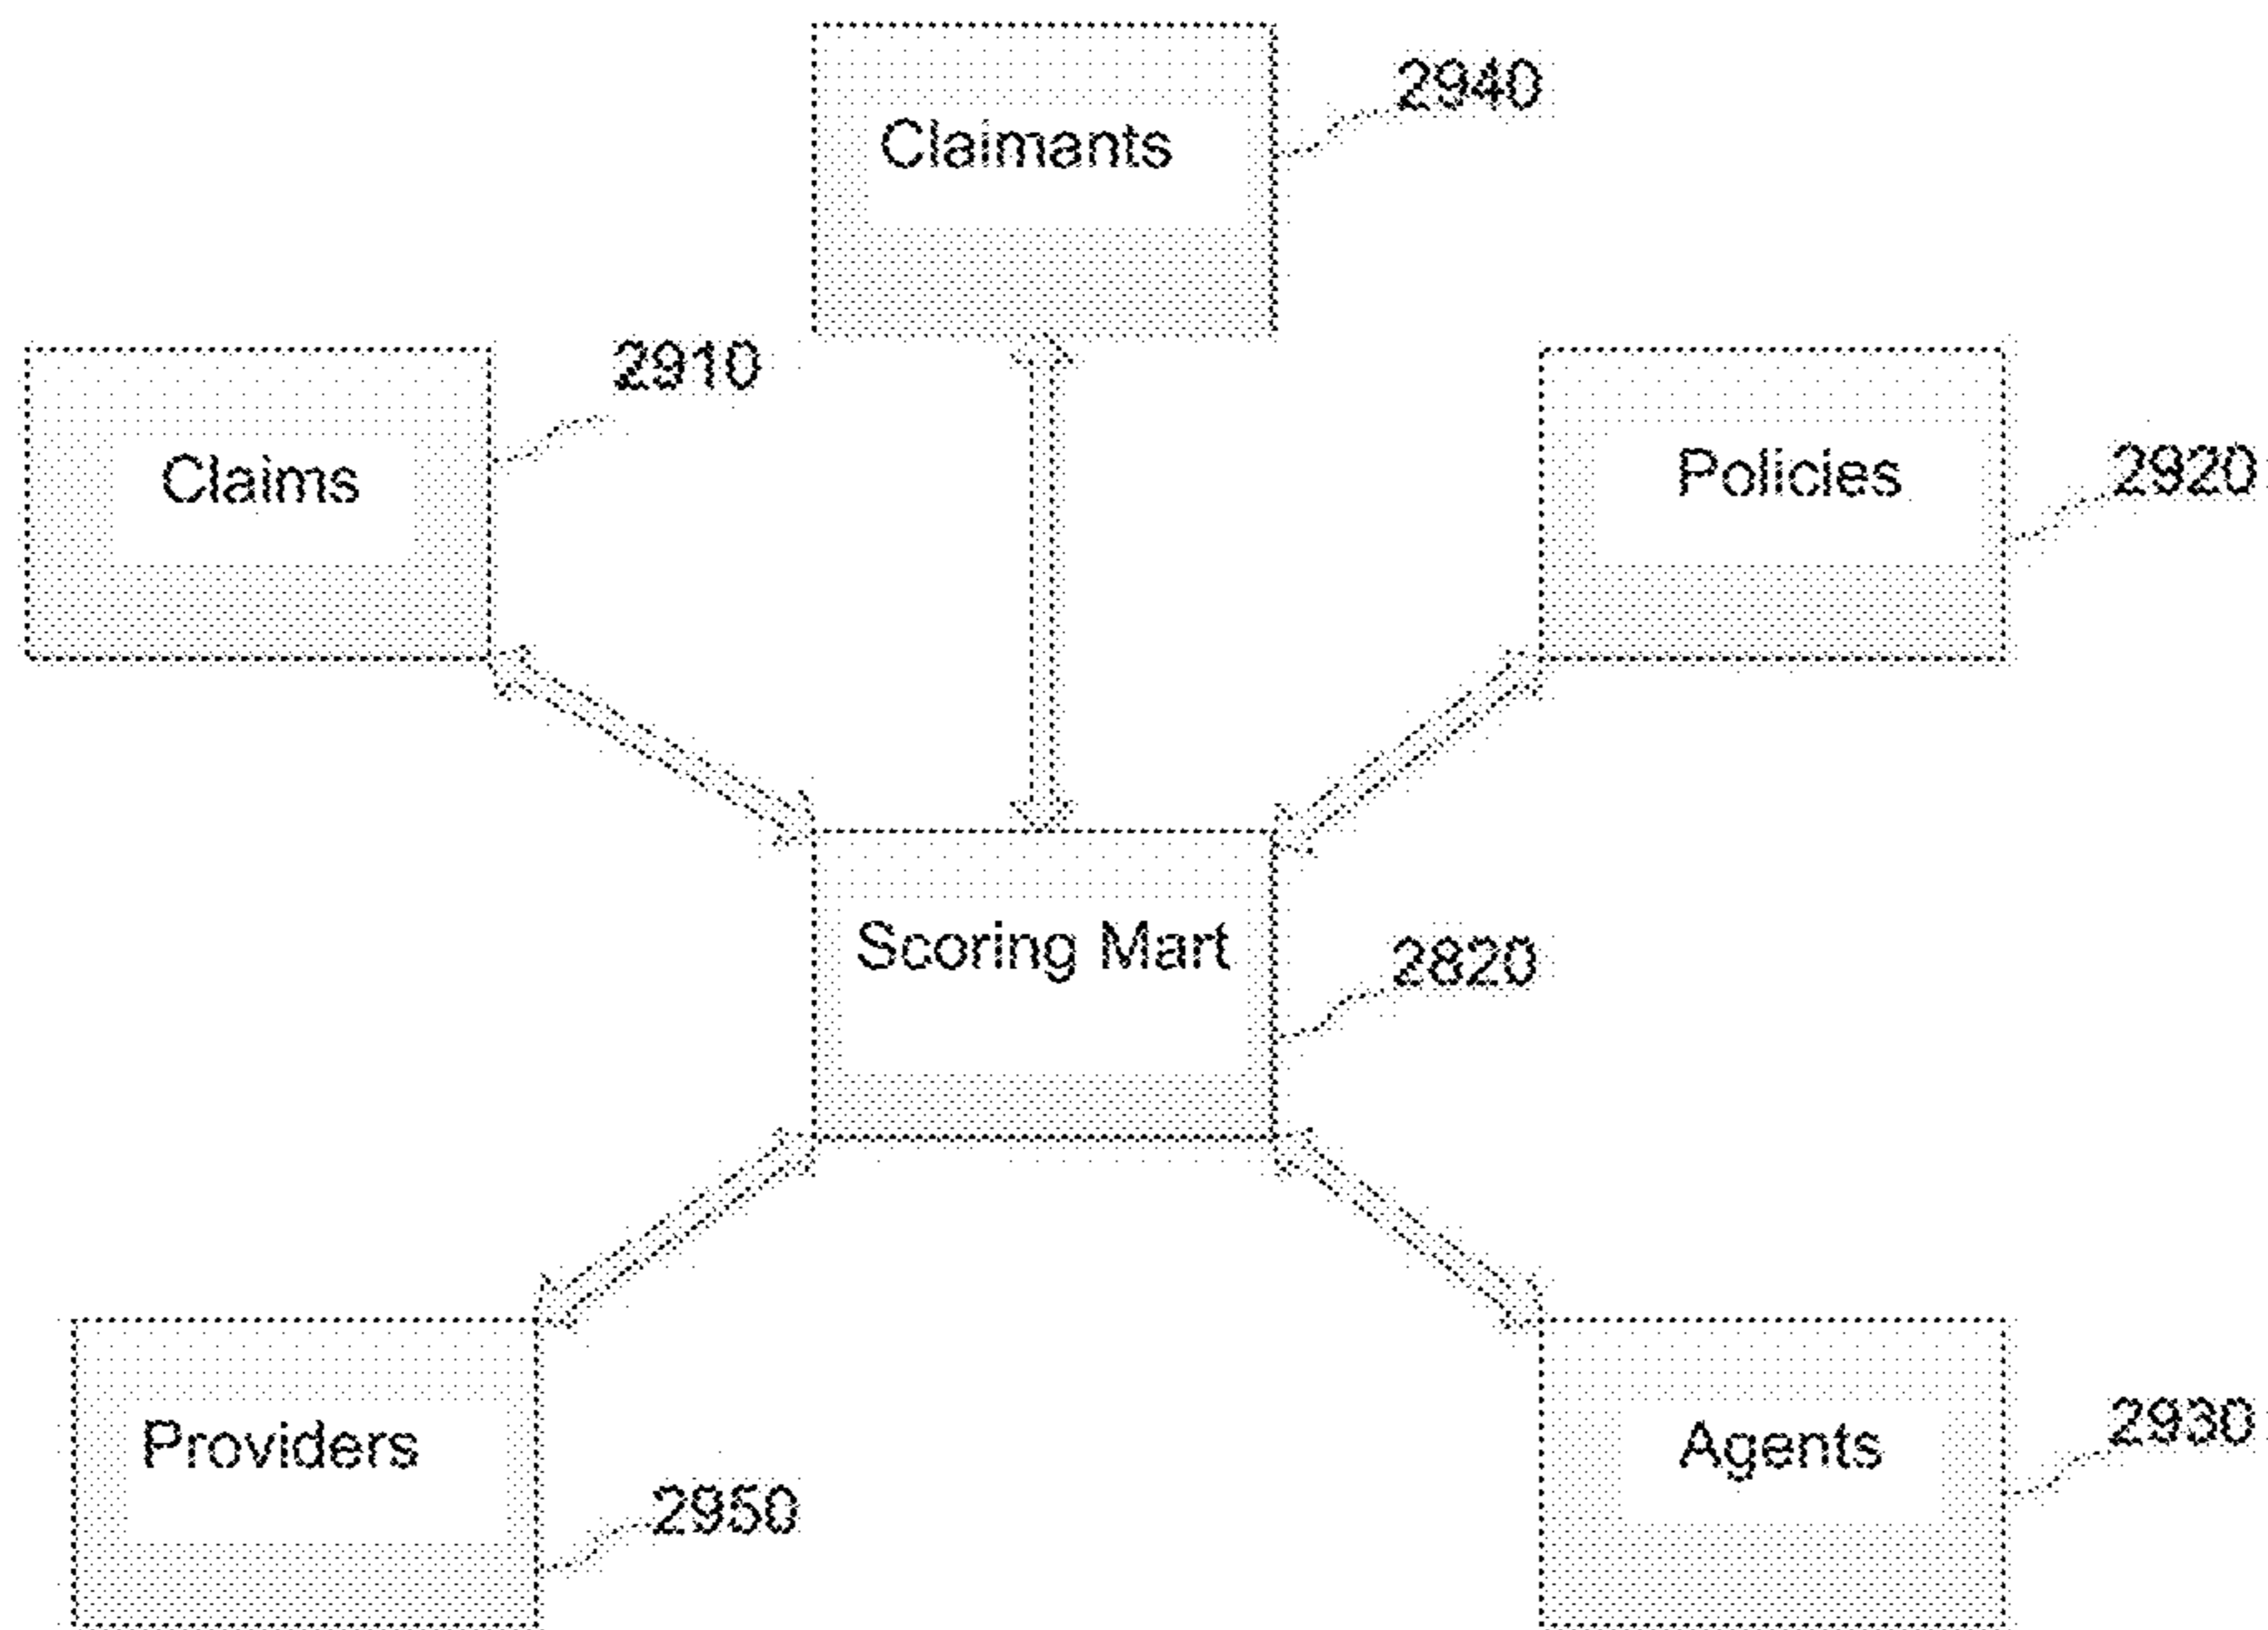 2940
Claimants
2910
Claims
Policies
2920
Scoring Mart
2820
Providers
2950
Agents
2930